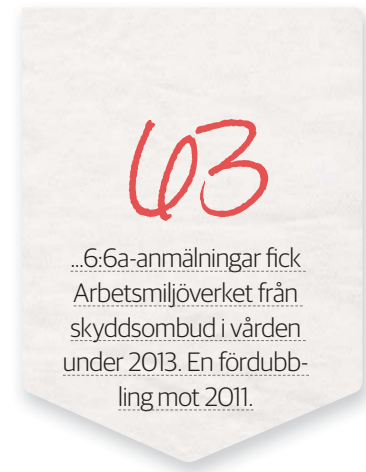 63
...6:6a-anmälningar fick
Arbetsmiljöverket från
skyddsombud i vården
under 2013. En fördubb-
ling mot 2011.